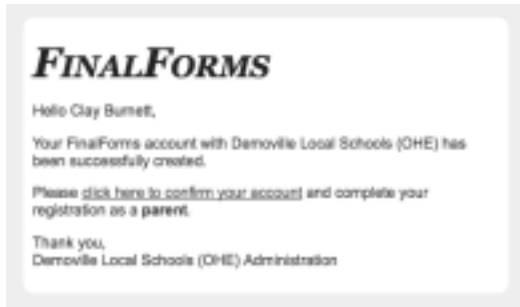 FINALFORMS
Hello Clay Burnett,
Your FinalForms account with Demoville Local Schools (OHE) has
been successfully created.
Please click here to confirm your account and complete your
registration as a parent.
Thank you,
Demoville Local Schools (OHE) Administration